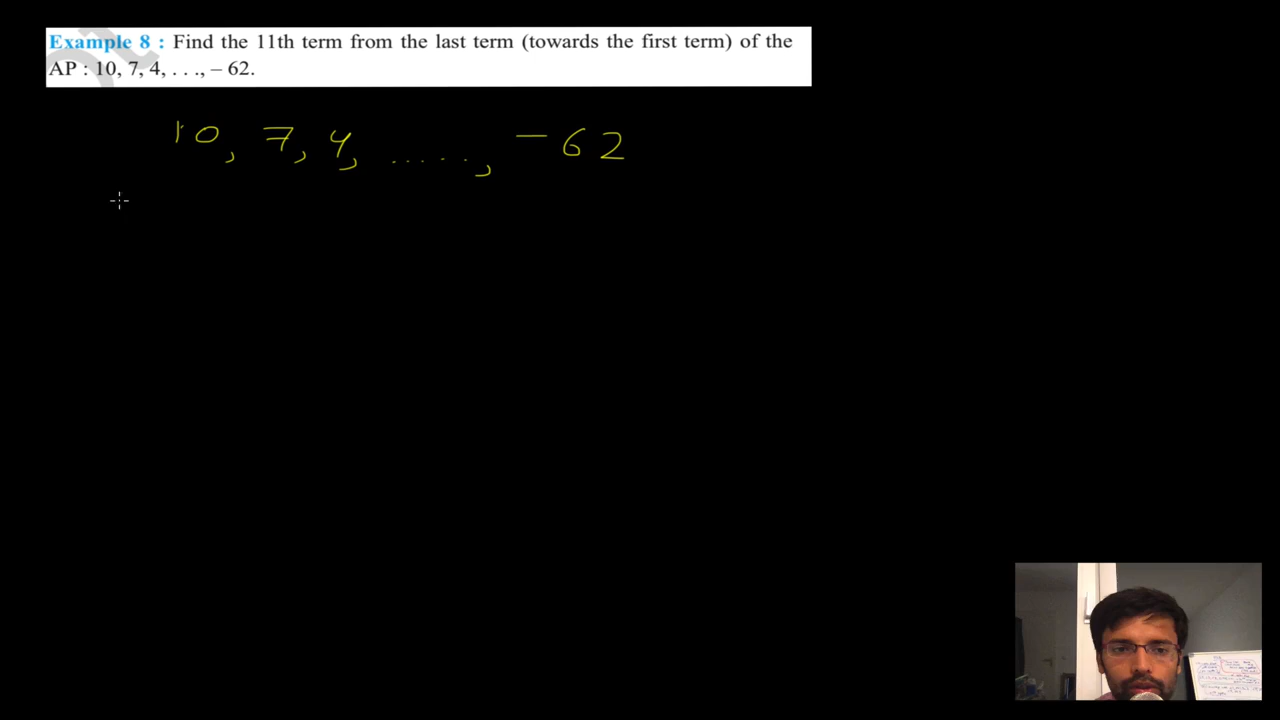 Example 8 : Find the 11th term from the last term (towards the first term) of the
AP : 10, 7, 4, . . ., – 62.
10, 7, 4, ....., – 62